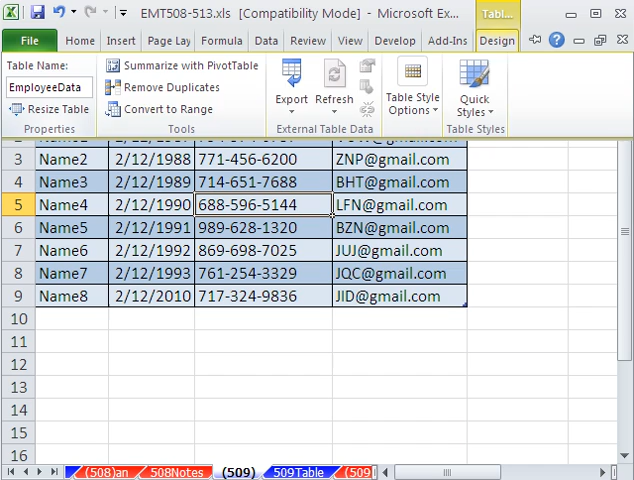 EMT508-513.xls [Compatibility Mode] - Microsoft Ex...
Tabl...
File Home Insert Page Lay Formula Data Review View Develop Add-Ins Design
Table Name:
EmployeeData
Resize Table
Properties
Summarize with PivotTable
Remove Duplicates
Convert to Range
Tools
Export Refresh
External Table Data
Table Style Options
Quick Styles
Table Styles
3 Name2 2/12/1988 771-456-6200 ZNP@gmail.com
4 Name3 2/12/1989 714-651-7688 BHT@gmail.com
5 Name4 2/12/1990 688-596-5144 LFN@gmail.com
6 Name5 2/12/1991 989-628-1320 BZN@gmail.com
7 Name6 2/12/1992 869-698-7025 JUJ@gmail.com
8 Name7 2/12/1993 761-254-3329 JQC@gmail.com
9 Name8 2/12/2010 717-324-9836 JID@gmail.com
10
11
12
13
14
15
16
(508)an 508Notes (509) 509Table (509